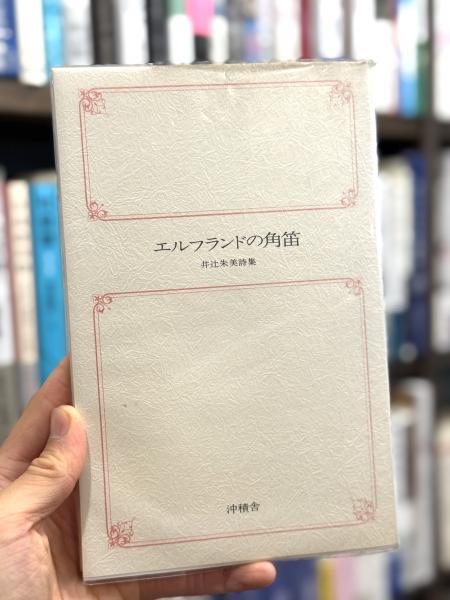 エルフランドの角笛
井辻朱美詩集
沖積舎